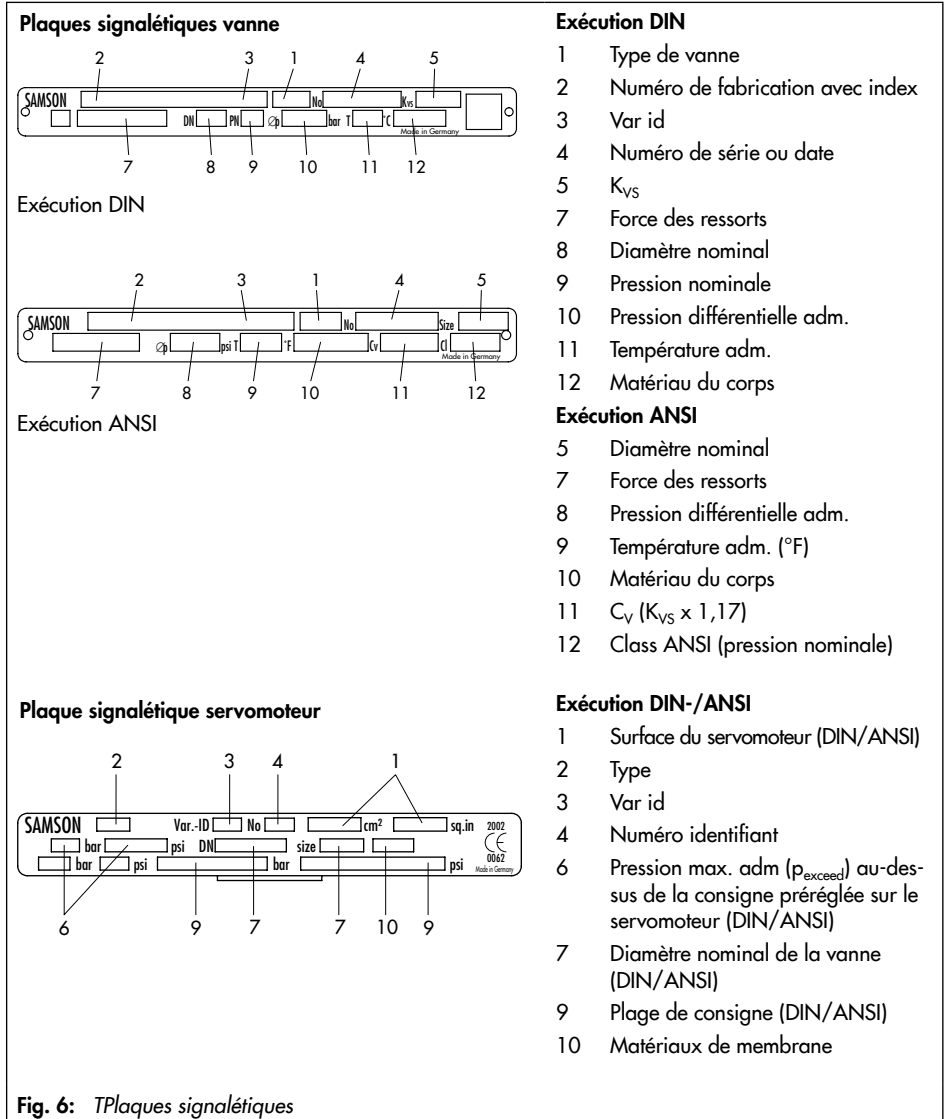 Plaques signalétiques vanne
2 3 1 4 5
SAMSON No Kvs
DN PN ∅p bar T °C
Made in Germany
7 8 9 10 11 12
Exécution DIN
2 3 1 4 5
SAMSON No Size
∅p psi T °F Cv Cl
Made in Germany
7 8 9 10 11 12
Exécution ANSI
Exécution DIN
1 Type de vanne
2 Numéro de fabrication avec index
3 Var id
4 Numéro de série ou date
5 KVS
7 Force des ressorts
8 Diamètre nominal
9 Pression nominale
10 Pression différentielle adm.
11 Température adm.
12 Matériau du corps
Exécution ANSI
5 Diamètre nominal
7 Force des ressorts
8 Pression différentielle adm.
9 Température adm. (°F)
10 Matériau du corps
11 CV (KVS x 1,17)
12 Class ANSI (pression nominale)
Plaque signalétique servomoteur
2 3 4 1
SAMSON Var.-ID No cm² sq.in 2002
bar psi DN size CE
0062
bar psi bar psi Made in Germany
6 9 7 7 10 9
Exécution DIN-/ANSI
1 Surface du servomoteur (DIN/ANSI)
2 Type
3 Var id
4 Numéro identifiant
6 Pression max. adm (pexceed) au-des-
sus de la consigne préréglée sur le
servomoteur (DIN/ANSI)
7 Diamètre nominal de la vanne
(DIN/ANSI)
9 Plage de consigne (DIN/ANSI)
10 Matériaux de membrane
Fig. 6: TPlaques signalétiques